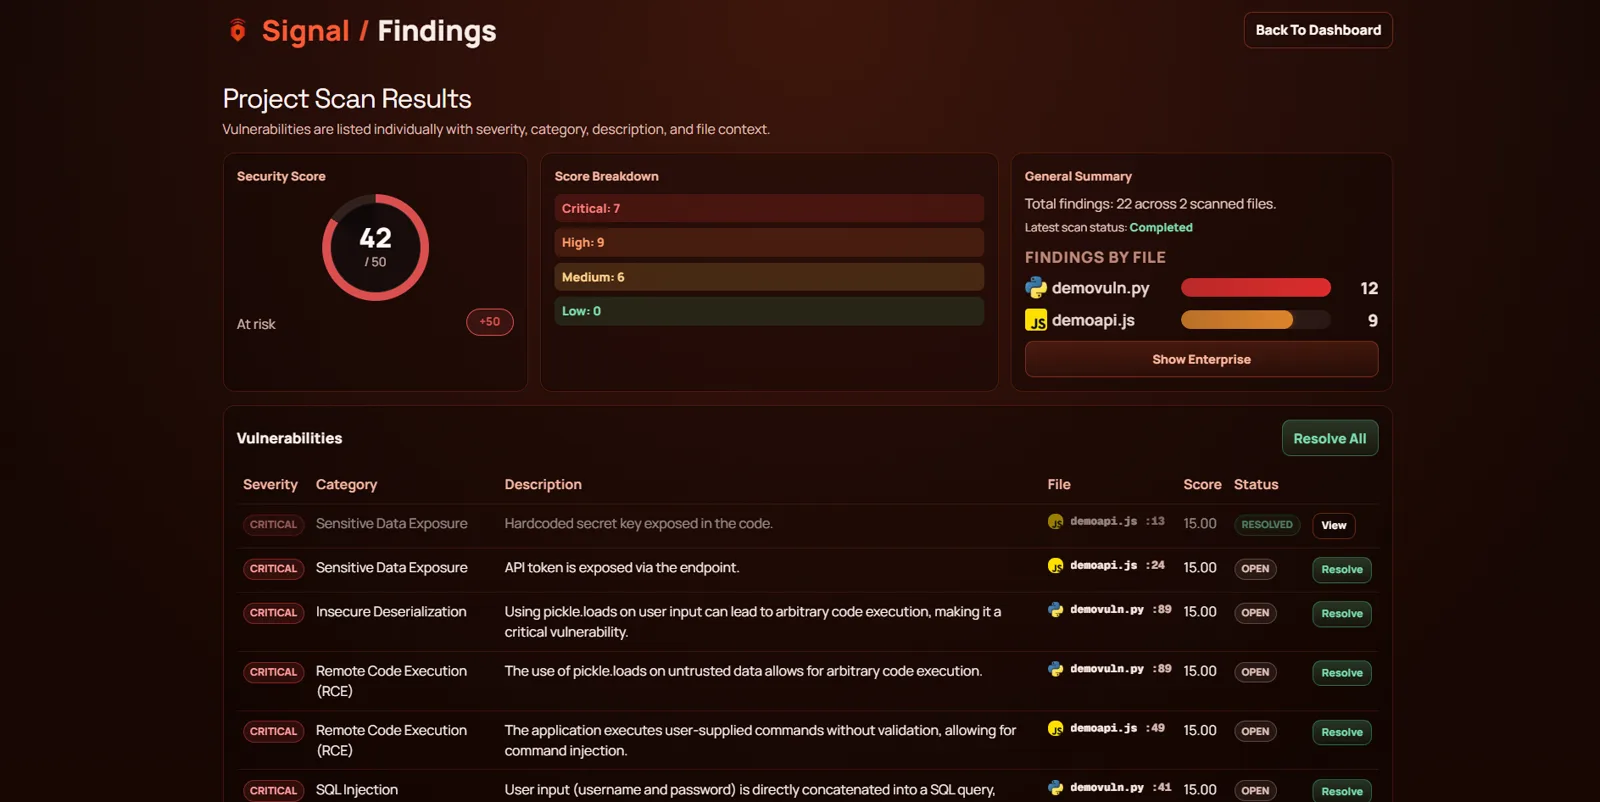 Signal / Findings
Back To Dashboard
Project Scan Results
Vulnerabilities are listed individually with severity, category, description, and file context.
Security Score
42
/ 50
At risk
+50
Score Breakdown
Critical: 7
High: 9
Medium: 6
Low: 0
General Summary
Total findings: 22 across 2 scanned files.
Latest scan status: Completed
FINDINGS BY FILE
demovuln.py 12
JS demoapi.js 9
Show Enterprise
Vulnerabilities
Resolve All
Severity Category Description File Score Status
CRITICAL Sensitive Data Exposure Hardcoded secret key exposed in the code. JS demoapi.js :13 15.00 RESOLVED View
CRITICAL Sensitive Data Exposure API token is exposed via the endpoint. JS demoapi.js :24 15.00 OPEN Resolve
CRITICAL Insecure Deserialization Using pickle.loads on user input can lead to arbitrary code execution, making it a demovuln.py :89 15.00 OPEN Resolve
critical vulnerability.
CRITICAL Remote Code Execution The use of pickle.loads on untrusted data allows for arbitrary code execution. demovuln.py :89 15.00 OPEN Resolve
(RCE)
CRITICAL Remote Code Execution The application executes user-supplied commands without validation, allowing for JS demoapi.js :49 15.00 OPEN Resolve
(RCE) command injection.
CRITICAL SQL Injection User input (username and password) is directly concatenated into a SQL query, demovuln.py :41 15.00 OPEN Resolve